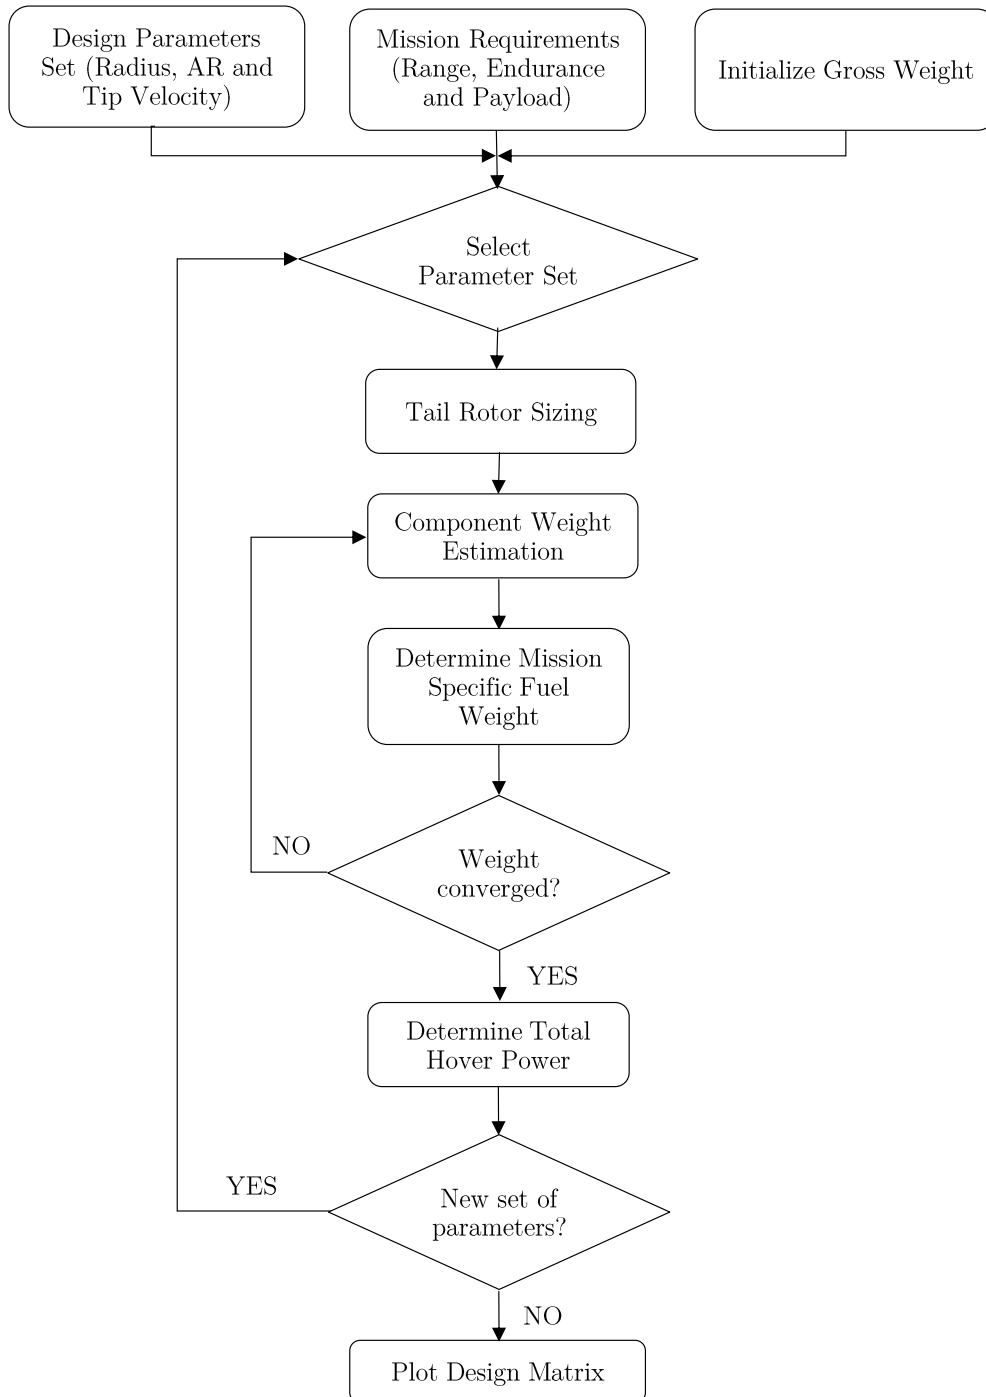 Design Parameters
Set (Radius, AR and
Tip Velocity)
Mission Requirements
(Range, Endurance
and Payload)
Initialize Gross Weight
Select
Parameter Set
Tail Rotor Sizing
Component Weight
Estimation
Determine Mission
Specific Fuel
Weight
NO
Weight
converged?
YES
Determine Total
Hover Power
YES
New set of
parameters?
NO
Plot Design Matrix